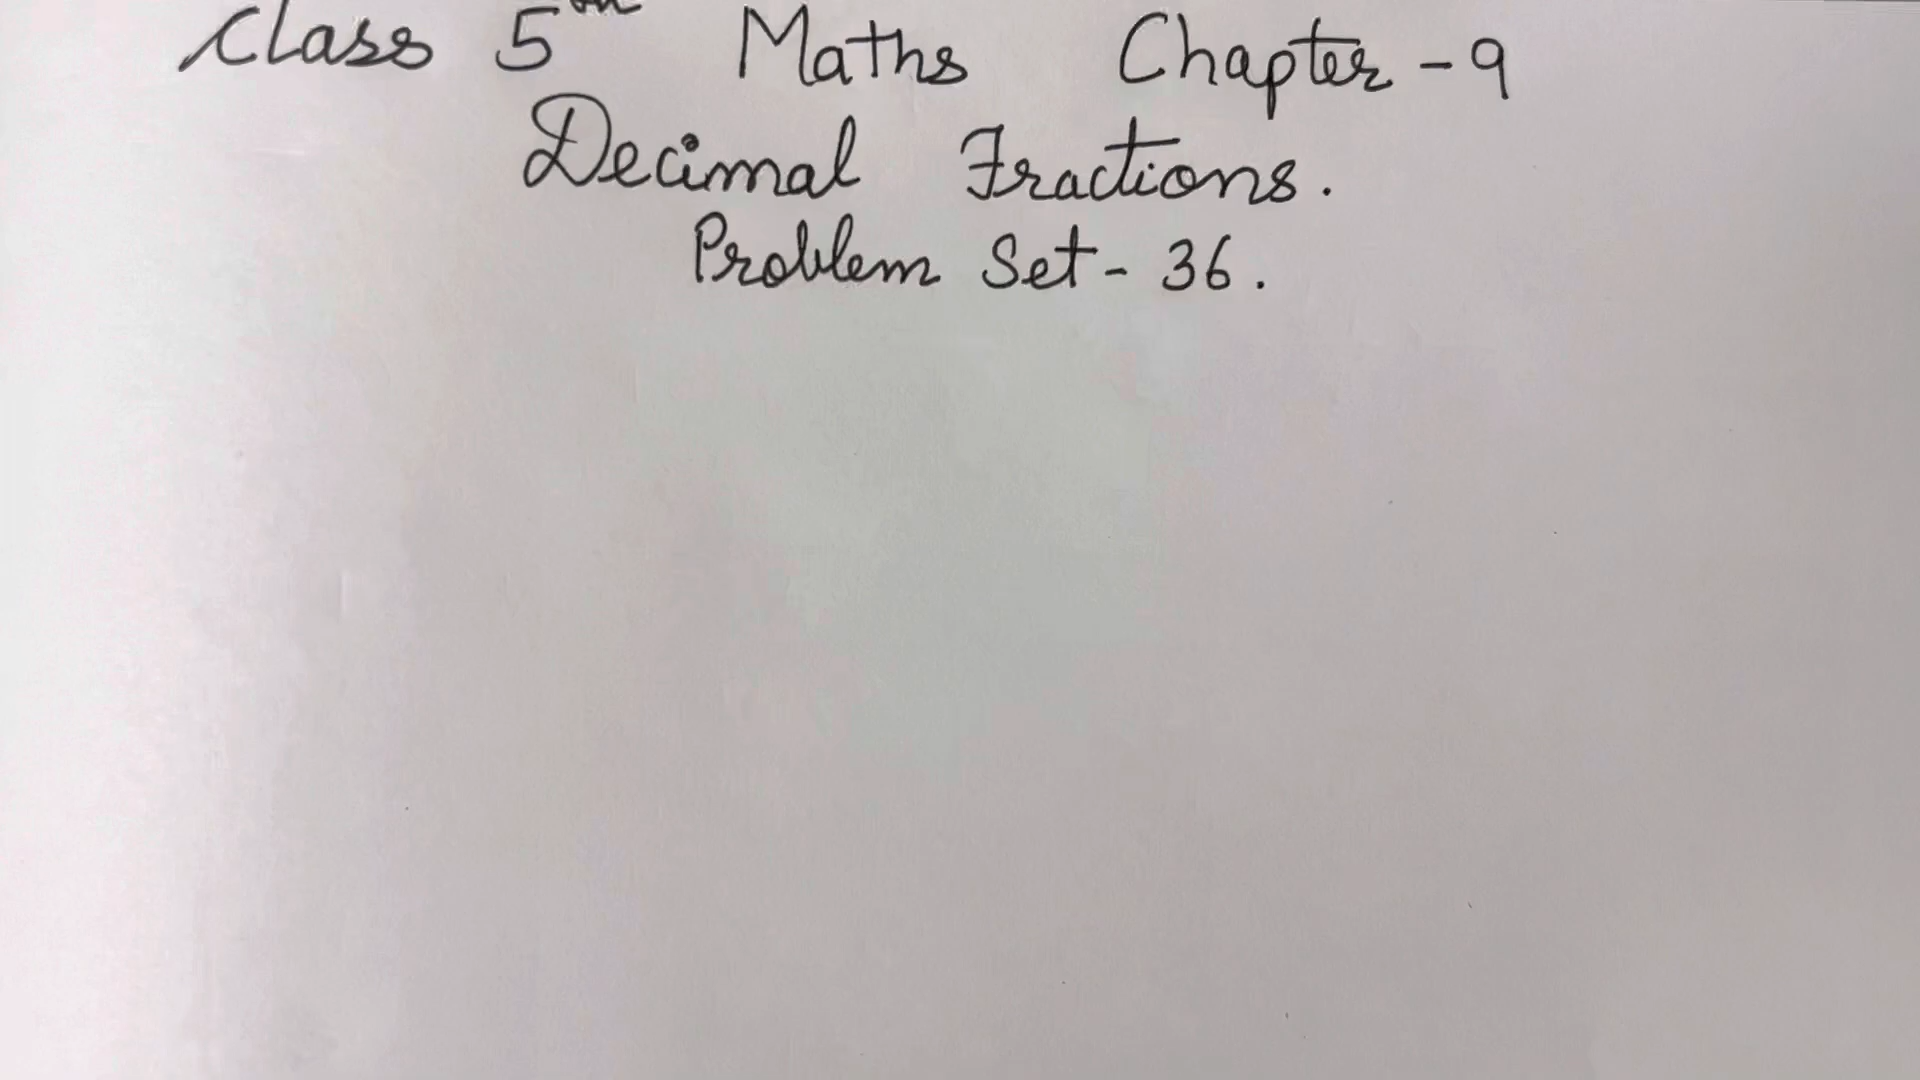 Class 5th Maths Chapter - 9
Decimal Fractions.
Problem Set - 36.